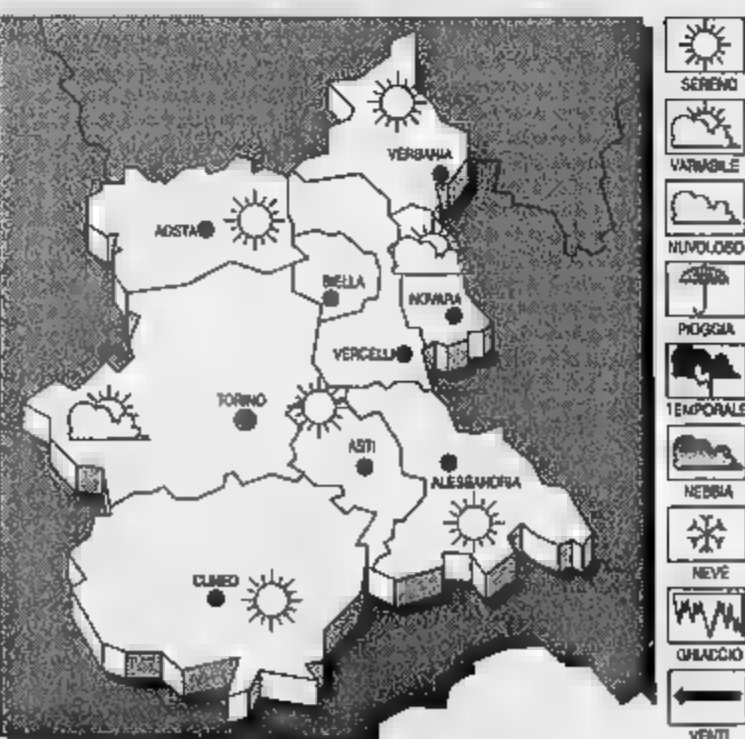 VERBANIA
AOSTA
BIELLA
NOVARA
VERCELLI
TORINO
ASTI
ALESSANDRIA
CUNEO
SERENO
VARIABILE
NUVOLOSO
PIOGGIA
TEMPORALE
NEBBIA
NEVE
GHIACCIO
VENTI